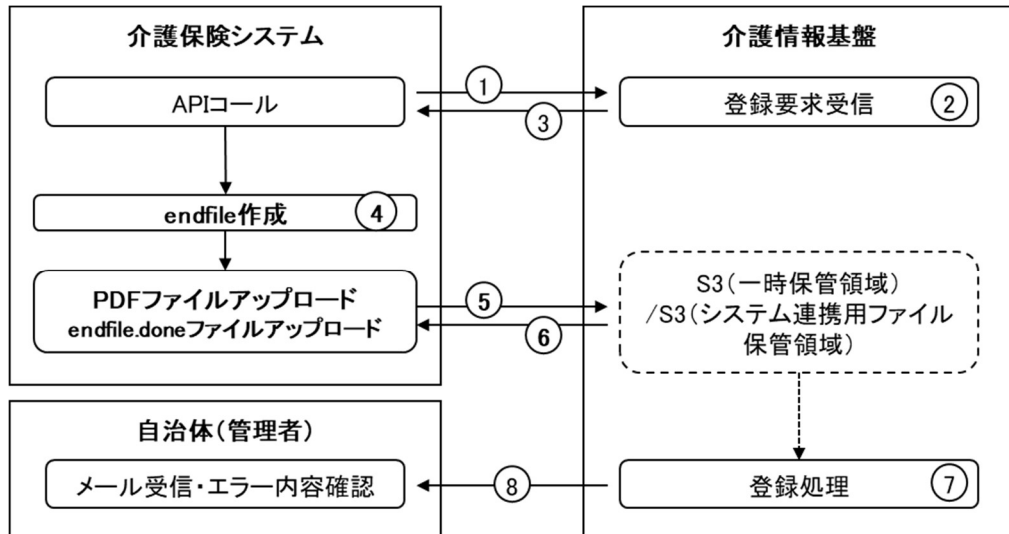 介護保険システム
APIコール
endfile作成
④
PDFファイルアップロード
endfile.doneファイルアップロード
自治体(管理者)
メール受信・エラー内容確認
①
③
⑤
⑥
⑧
介護情報基盤
登録要求受信
②
S3(一時保管領域)
/S3(システム連携用ファイル
保管領域)
登録処理
⑦